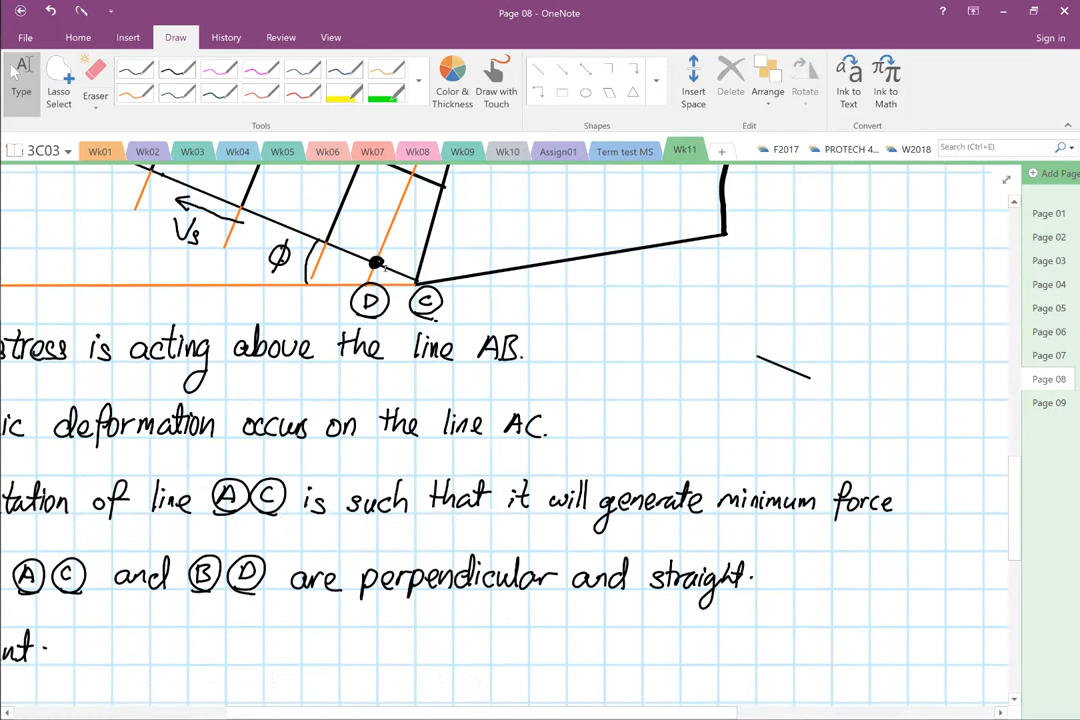 Page 08 - OneNote
?
File Home Insert Draw History Review View Sign in
Type Lasso Select Eraser Color & Thickness Draw with Touch Insert Space Delete Arrange Rotate Ink to Text Ink to Math
Tools Shapes Edit Convert
3C03 Wk01 Wk02 Wk03 Wk04 Wk05 Wk06 Wk07 Wk08 Wk09 Wk10 Assign01 Term test MS Wk11 + F2017 PROTECH 4... W2018 Search (Ctrl+E)
Add Page
Page 01
Page 02
Page 03
Page 04
Page 05
Page 06
Page 07
Page 08
Page 09
Vs
ϕ
D C
stress is acting above the line AB.
ic deformation occurs on the line AC.
tation of line A C is such that it will generate minimum force
A C and B D are perpendicular and straight.
nt.